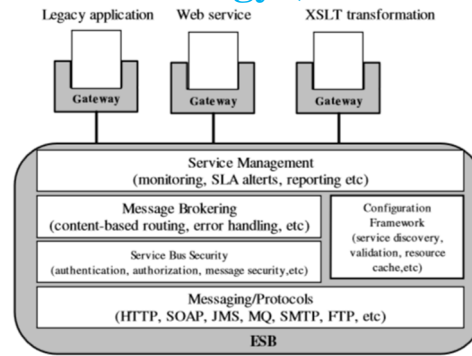 Legacy application
Web service
XSLT transformation
Gateway
Gateway
Gateway
Service Management
(monitoring, SLA alterts, reporting etc)
Message Brokering
(content-based routing, error handling, etc)
Configuration
Framework
(service discovery,
validation, resource
cache,etc)
Service Bus Security
(authentication, authorization, message security,etc)
Messaging/Protocols
(HTTP, SOAP, JMS, MQ, SMTP, FTP, etc)
ESB